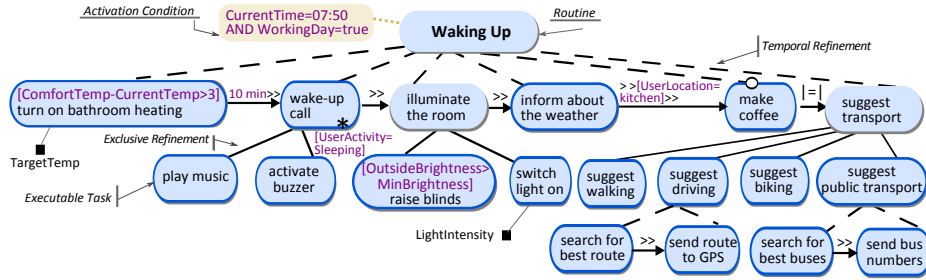 Activation Condition
CurrentTime=07:50
AND WorkingDay=true
Waking Up
Routine
Temporal Refinement
[ComfortTemp-CurrentTemp>3]
turn on bathroom heating
10 min>>
wake-up
call
*
[UserActivity=
Sleeping]
>>
illuminate
the room
>>
inform about
the weather
>>[UserLocation=
kitchen]>>
make
coffee
|=|
suggest
transport
TargetTemp
Exclusive Refinement
Executable Task
play music
activate
buzzer
[OutsideBrightness>
MinBrightness]
raise blinds
switch
light on
LightIntensity
suggest
walking
suggest
driving
suggest
biking
suggest
public transport
search for
best route
>>
send route
to GPS
search for
best buses
>>
send bus
numbers